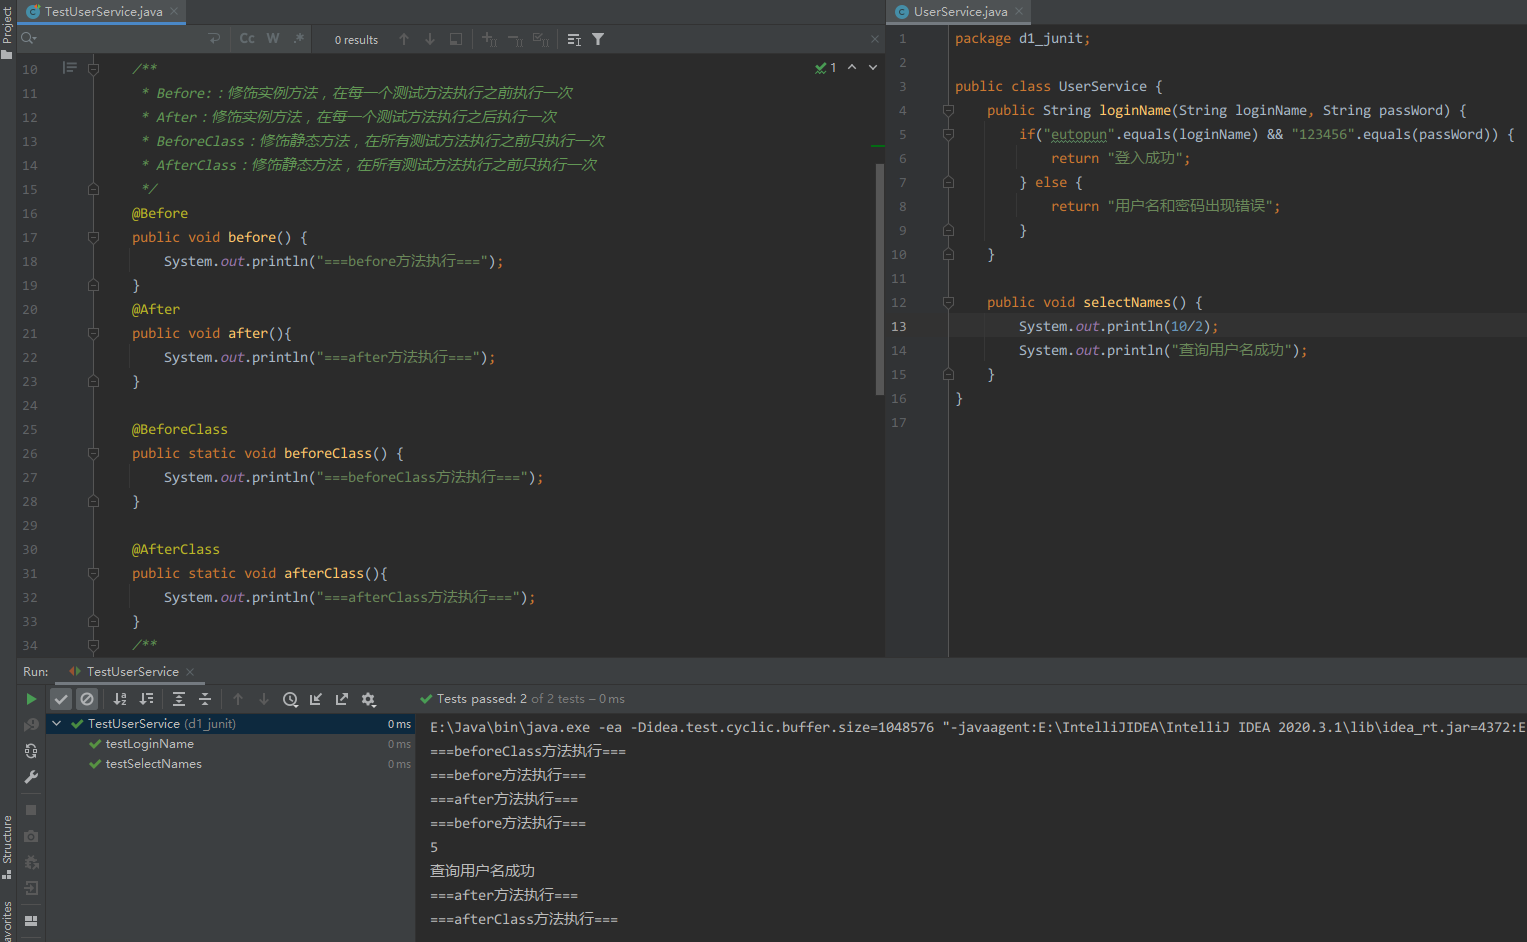 Project
Structure
avorites
TestUserService.java
Cc W .*
0 results
10 /**
11 * Before:：修饰实例方法，在每一个测试方法执行之前执行一次
12 * After：修饰实例方法，在每一个测试方法执行之后执行一次
13 * BeforeClass：修饰静态方法，在所有测试方法执行之前只执行一次
14 * AfterClass：修饰静态方法，在所有测试方法执行之前只执行一次
15 */
16 @Before
17 public void before() {
18 System.out.println("===before方法执行===");
19 }
20 @After
21 public void after(){
22 System.out.println("===after方法执行===");
23 }
24
25 @BeforeClass
26 public static void beforeClass() {
27 System.out.println("===beforeClass方法执行===");
28 }
29
30 @AfterClass
31 public static void afterClass(){
32 System.out.println("===afterClass方法执行===");
33 }
34 /**
1
UserService.java
1 package d1_junit;
2
3 public class UserService {
4 public String loginName(String loginName, String passWord) {
5 if("eutopun".equals(loginName) && "123456".equals(passWord)) {
6 return "登入成功";
7 } else {
8 return "用户名和密码出现错误";
9 }
10 }
11
12 public void selectNames() {
13 System.out.println(10/2);
14 System.out.println("查询用户名成功");
15 }
16 }
17
Run: TestUserService
Tests passed: 2 of 2 tests – 0 ms
TestUserService (d1_junit) 0 ms
testLoginName 0 ms
testSelectNames 0 ms
E:\Java\bin\java.exe -ea -Didea.test.cyclic.buffer.size=1048576 "-javaagent:E:\IntelliJIDEA\IntelliJ IDEA 2020.3.1\lib\idea_rt.jar=4372:E
===beforeClass方法执行===
===before方法执行===
===after方法执行===
===before方法执行===
5
查询用户名成功
===after方法执行===
===afterClass方法执行===